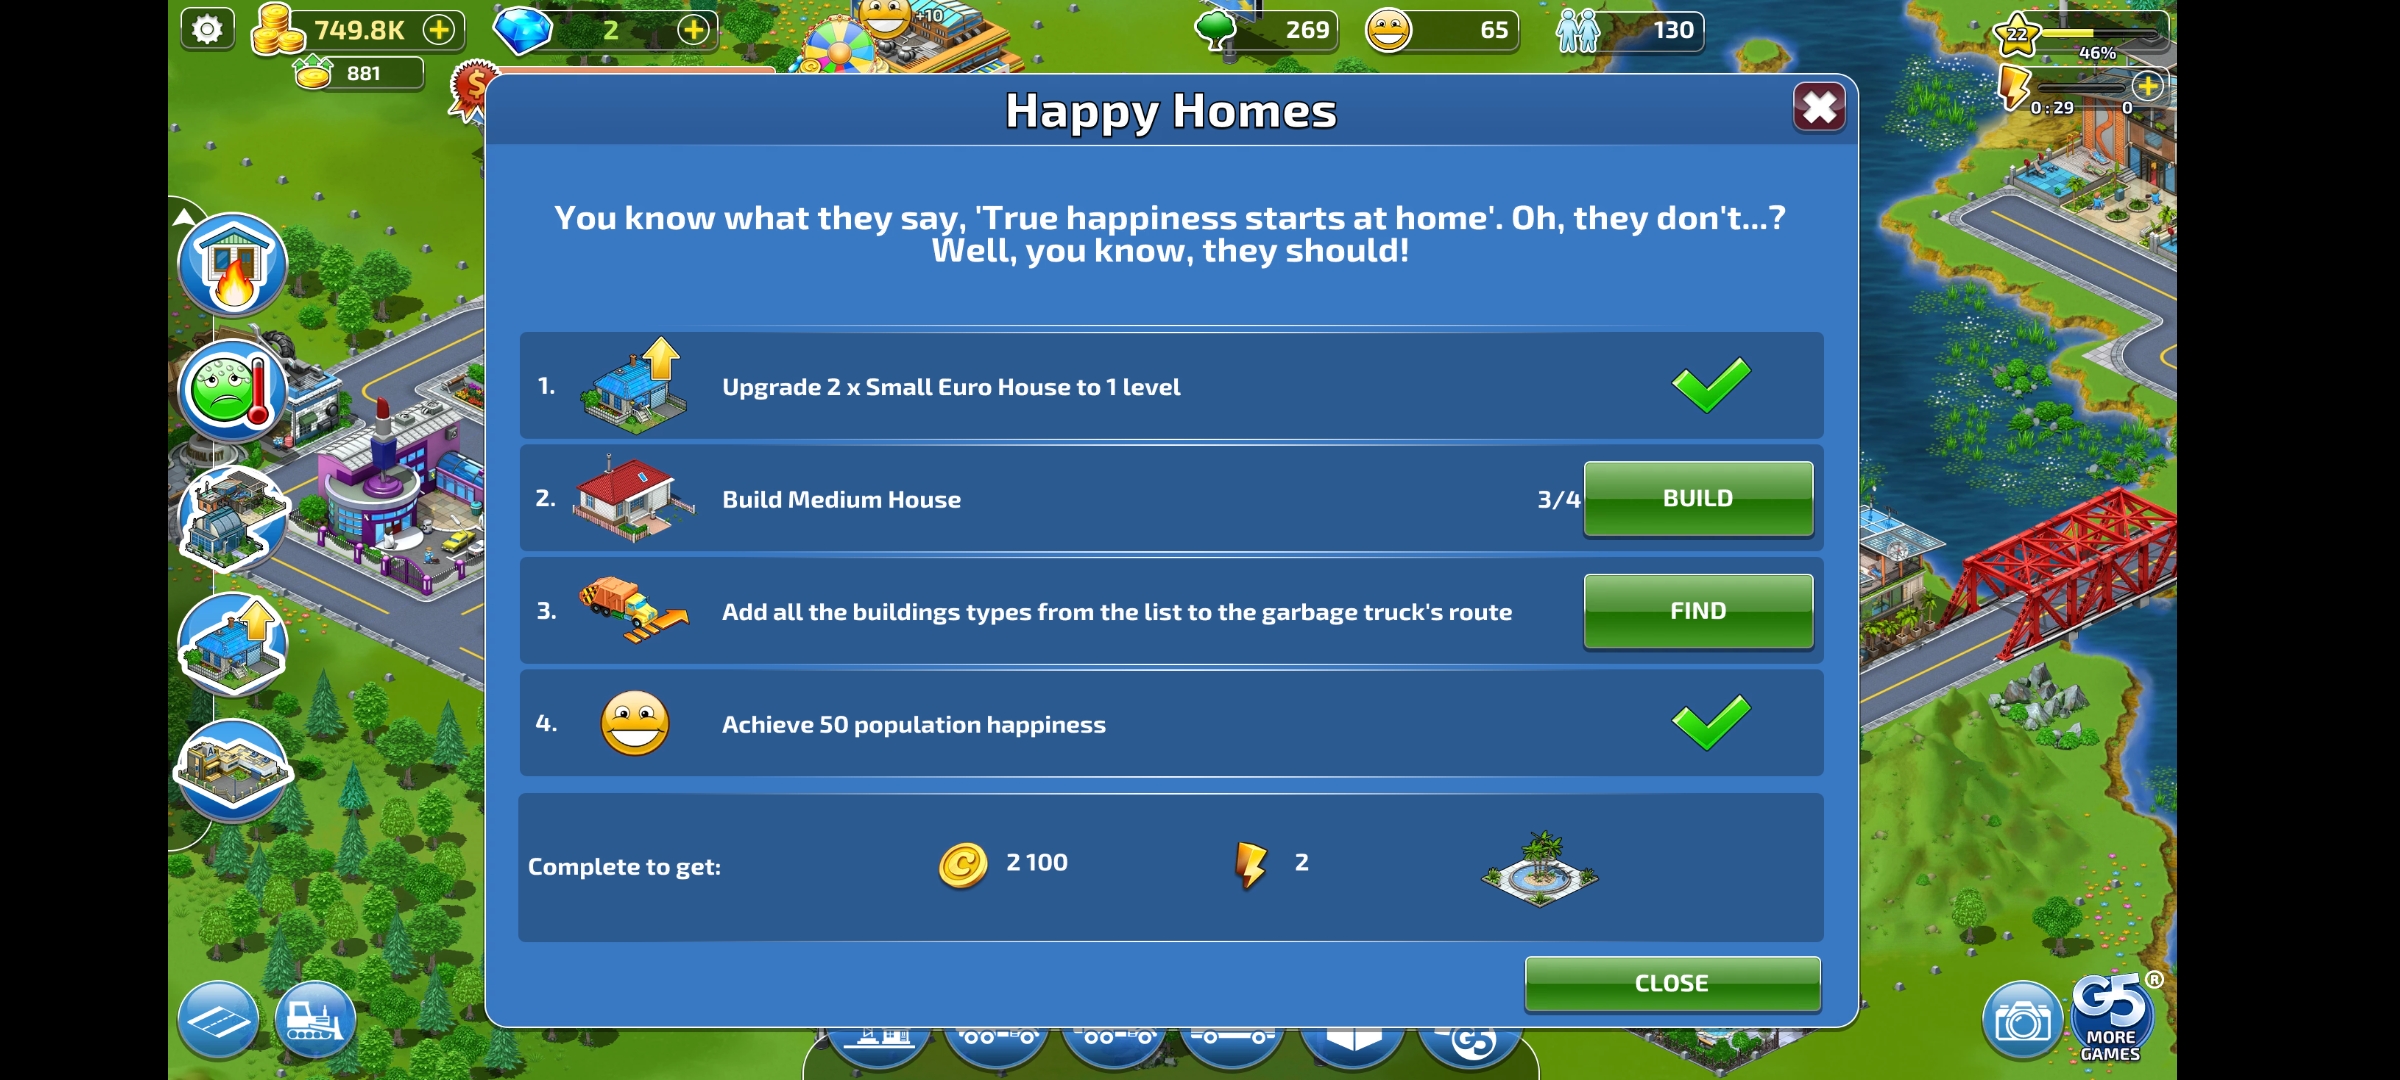 749.8K
2
+10
269
65
130
22
46%
881
$
0:29
0
Happy Homes
You know what they say, 'True happiness starts at home'. Oh, they don't...?
Well, you know, they should!
1. Upgrade 2 x Small Euro House to 1 level
2. Build Medium House 3/4 BUILD
3. Add all the buildings types from the list to the garbage truck's route FIND
4. Achieve 50 population happiness
Complete to get: 2 100 2
CLOSE
G5
G5®
MORE
GAMES